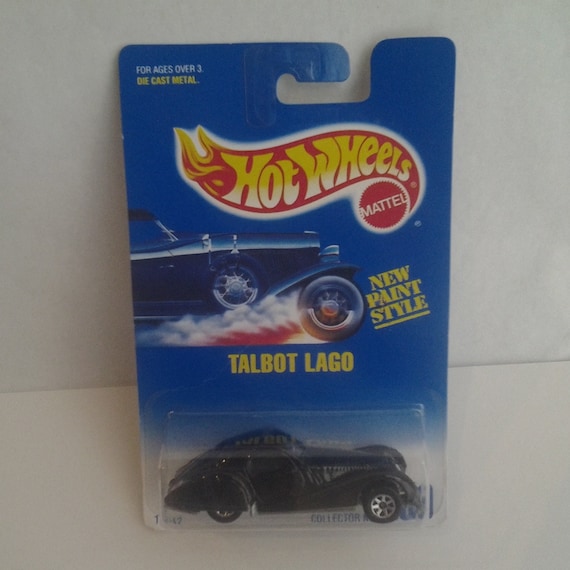 FOR AGES OVER 3.
DIE CAST METAL.
HOT WHEELS
MATTEL
®
NEW
PAINT
STYLE
TALBOT LAGO
COLLECTOR